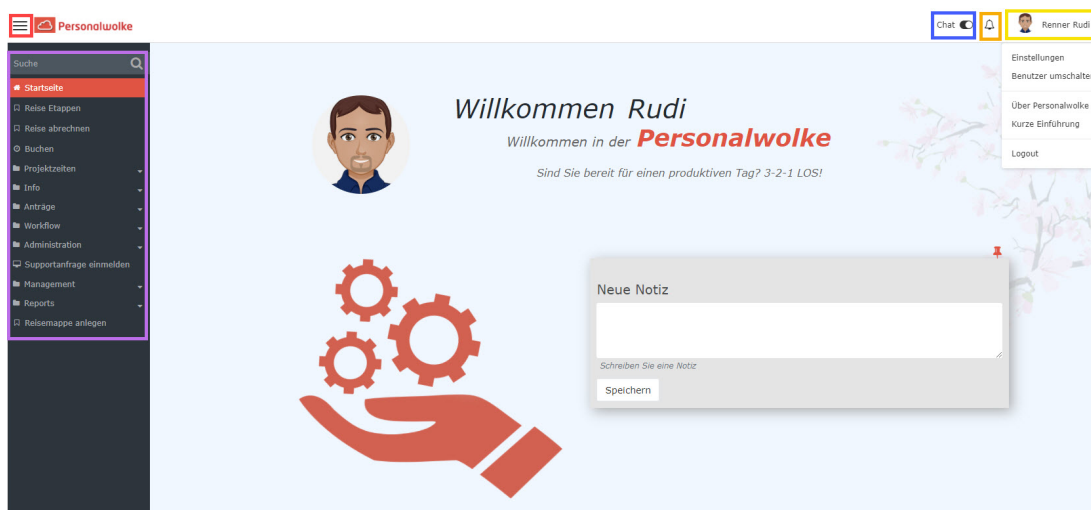 Personalwolke
Chat
Renner Rudi
Suche
Startseite
Reise Etappen
Reise abrechnen
Buchen
Projektzeiten
Info
Anträge
Workflow
Administration
Supportanfrage einmelden
Management
Reports
Reisemappe anlegen
Willkommen Rudi
Willkommen in der Personalwolke
Sind Sie bereit für einen produktiven Tag? 3-2-1 LOS!
Neue Notiz
Schreiben Sie eine Notiz
Speichern
Einstellungen
Benutzer umschalten
Über Personalwolke
Kurze Einführung
Logout